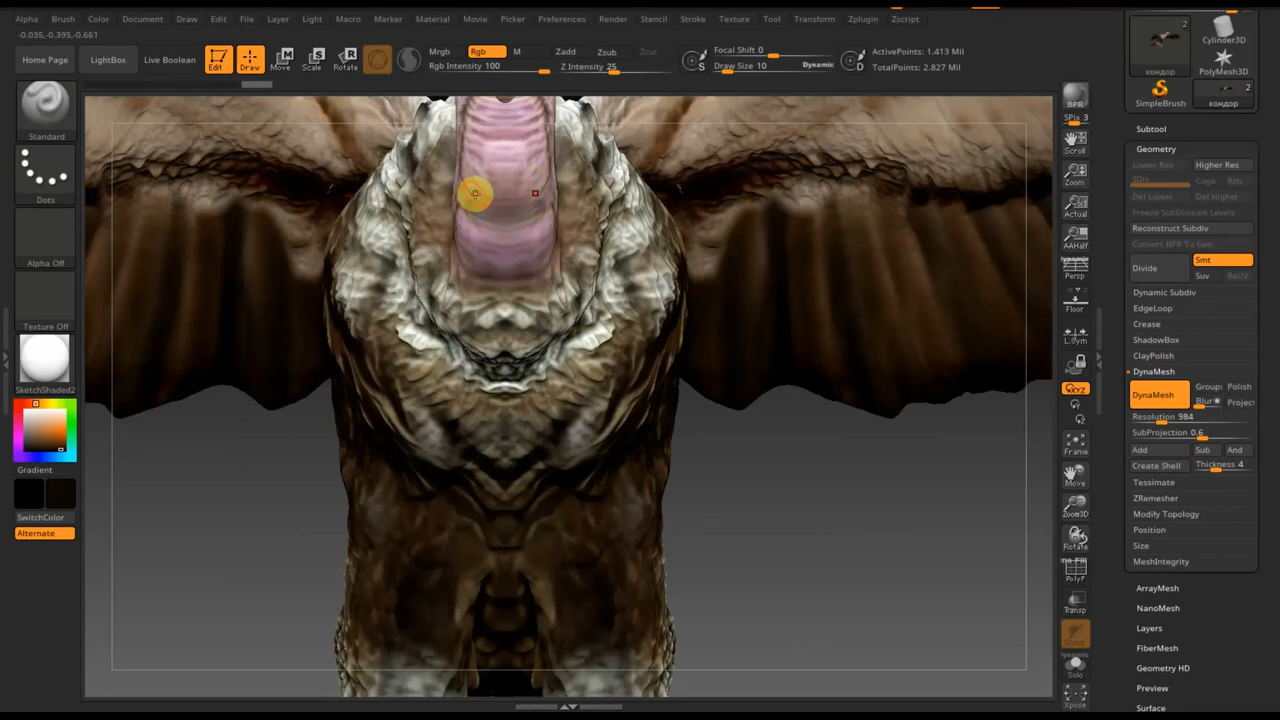 Alpha Brush Color Document Draw Edit File Layer Light Macro Marker Material Movie Picker Preferences Render Stencil Stroke Texture Tool Transform Zplugin Zscript
-0.035,-0.395,-0.661
Home Page LightBox Live Boolean Edit Draw Move Scale Rotate
Mrgb Rgb M Zadd Zsub Zcut
Rgb Intensity 100 Z Intensity 25
S Focal Shift 0
Draw Size 10 Dynamic
D ActivePoints: 1.413 Mil
TotalPoints: 2.827 Mil
Standard
Dots
Alpha Off
Texture Off
SketchShaded2
Gradient
SwitchColor
Alternate
BPR
SPix 3
Scroll
Zoom
Actual
AAHalf
Persp
Floor
L.Sym
XYZ
Frame
Move
Zoom3D
Rotate
PolyF
Transp
Ghost
Solo
Xpose
2
Cylinder3D
кондор PolyMesh3D
2
SimpleBrush кондор
Subtool
Geometry
Lower Res Higher Res
SDiv Cage Rstr
Del Lower Del Higher
Freeze SubDivision Levels
Reconstruct Subdiv
Convert BPR To Geo
Divide Smt
Suv ReUV
Dynamic Subdiv
EdgeLoop
Crease
ShadowBox
ClayPolish
DynaMesh
DynaMesh Groups Polish
Blur Project
Resolution 984
SubProjection 0.6
Add Sub And
Create Shell Thickness 4
Tessimate
ZRemesher
Modify Topology
Position
Size
MeshIntegrity
ArrayMesh
NanoMesh
Layers
FiberMesh
Geometry HD
Preview
Surface